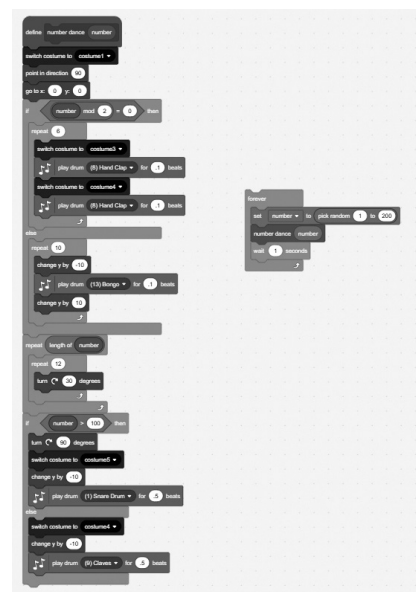 define number dance number
switch costume to costume1
point in direction 90
go to x: 0 y: 0
if number mod 2 = 0 then
repeat 6
switch costume to costume3
play drum (8) Hand Clap for .1 beats
switch costume to costume4
play drum (8) Hand Clap for .1 beats
else
repeat 10
change y by -10
play drum (13) Bongo for .1 beats
change y by 10
repeat length of number
repeat 12
turn 30 degrees
if number > 100 then
turn 90 degrees
switch costume to costume5
change y by -10
play drum (1) Snare Drum for .5 beats
else
switch costume to costume4
change y by -10
play drum (9) Claves for .5 beats
forever
set number to pick random 1 to 200
number dance number
wait 1 seconds